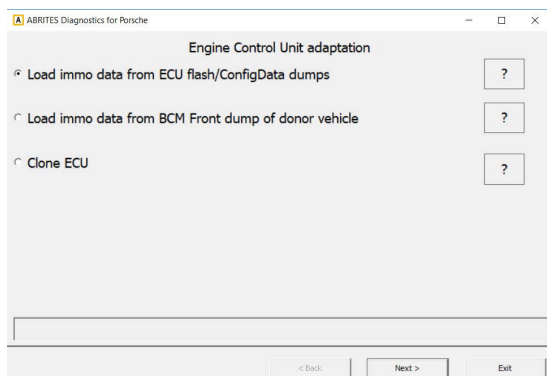 A ABRITES Diagnostics for Porsche
Engine Control Unit adaptation
Load immo data from ECU flash/ConfigData dumps ?
Load immo data from BCM Front dump of donor vehicle ?
Clone ECU ?
< Back Next > Exit